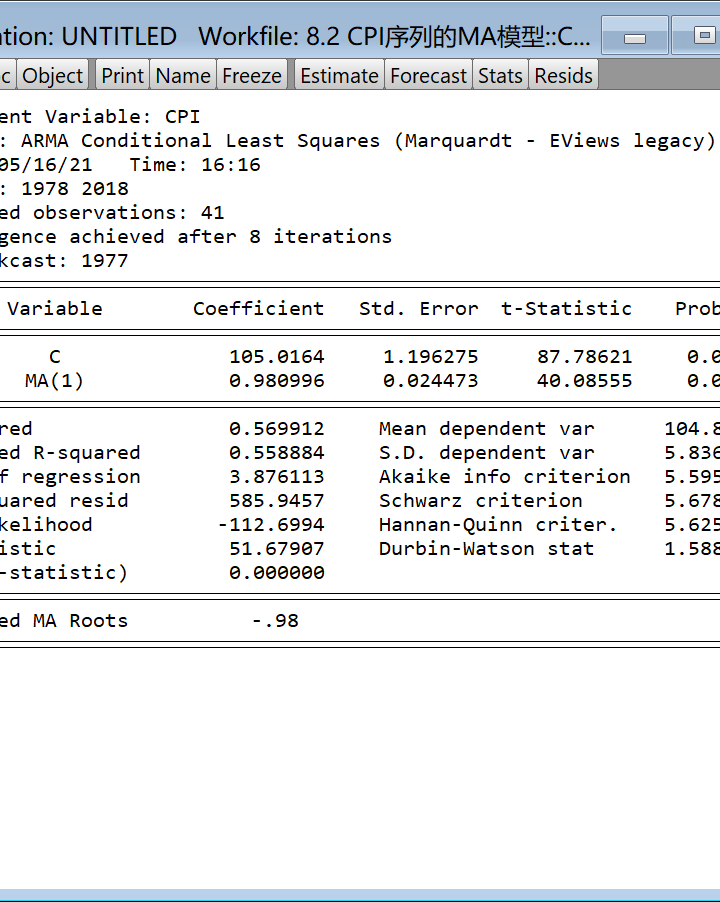 tion: UNTITLED Workfile: 8.2 CPI序列的MA模型::C...
c Object Print Name Freeze Estimate Forecast Stats Resids
ent Variable: CPI
: ARMA Conditional Least Squares (Marquardt - EViews legacy)
05/16/21 Time: 16:16
: 1978 2018
ed observations: 41
gence achieved after 8 iterations
kcast: 1977
Variable Coefficient Std. Error t-Statistic Prob
C 105.0164 1.196275 87.78621 0.0
MA(1) 0.980996 0.024473 40.08555 0.0
red 0.569912 Mean dependent var 104.8
ed R-squared 0.558884 S.D. dependent var 5.836
f regression 3.876113 Akaike info criterion 5.595
uared resid 585.9457 Schwarz criterion 5.678
kelihood -112.6994 Hannan-Quinn criter. 5.625
istic 51.67907 Durbin-Watson stat 1.588
-statistic) 0.000000
ed MA Roots -.98